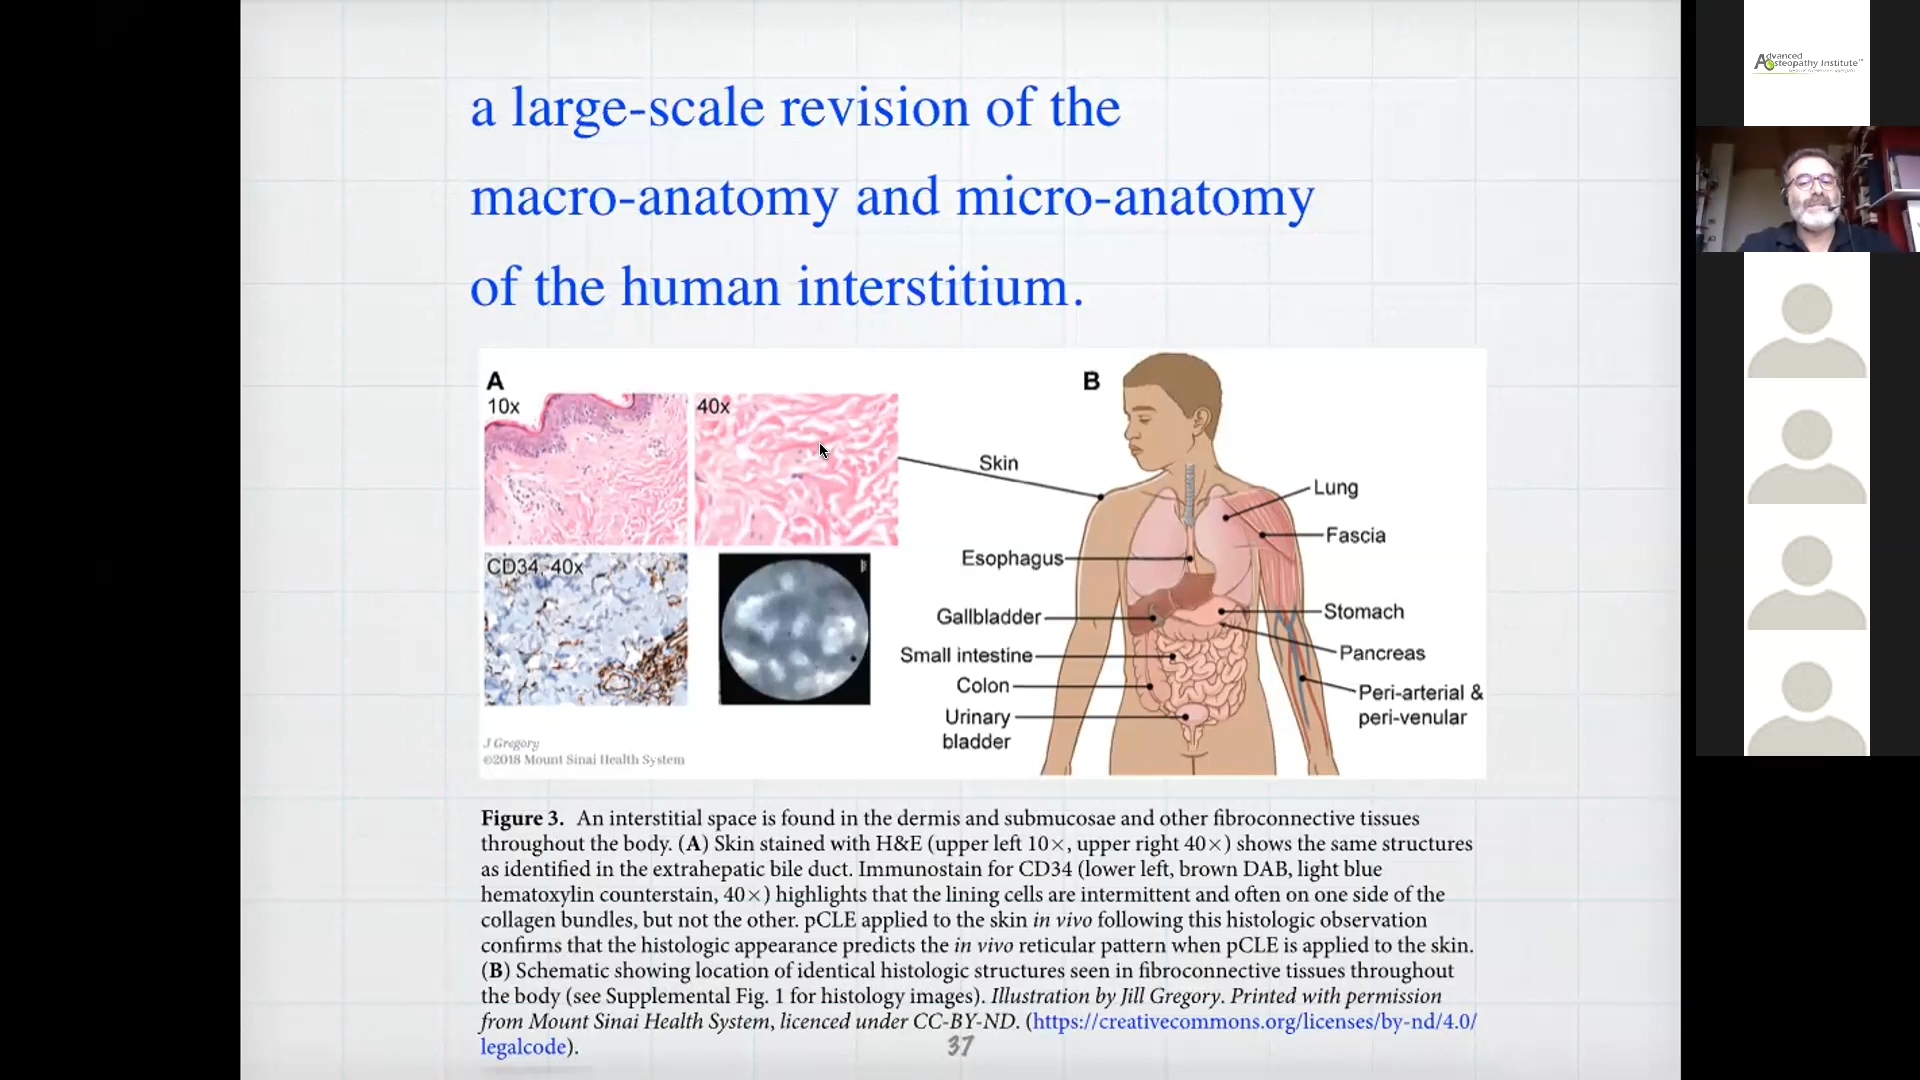 a large-scale revision of the
macro-anatomy and micro-anatomy
of the human interstitium.
A
10x
40x
CD34, 40x
J Gregory
©2018 Mount Sinai Health System
B
Skin
Lung
Fascia
Esophagus
Gallbladder
Stomach
Small intestine
Pancreas
Colon
Peri-arterial &
peri-venular
Urinary
bladder
Figure 3. An interstitial space is found in the dermis and submucosae and other fibroconnective tissues
throughout the body. (A) Skin stained with H&E (upper left 10×, upper right 40×) shows the same structures
as identified in the extrahepatic bile duct. Immunostain for CD34 (lower left, brown DAB, light blue
hematoxylin counterstain, 40×) highlights that the lining cells are intermittent and often on one side of the
collagen bundles, but not the other. pCLE applied to the skin in vivo following this histologic observation
confirms that the histologic appearance predicts the in vivo reticular pattern when pCLE is applied to the skin.
(B) Schematic showing location of identical histologic structures seen in fibroconnective tissues throughout
the body (see Supplemental Fig. 1 for histology images). Illustration by Jill Gregory. Printed with permission
from Mount Sinai Health System, licenced under CC-BY-ND. (https://creativecommons.org/licenses/by-nd/4.0/
legalcode).
37
Advanced
Osteopathy Institute™